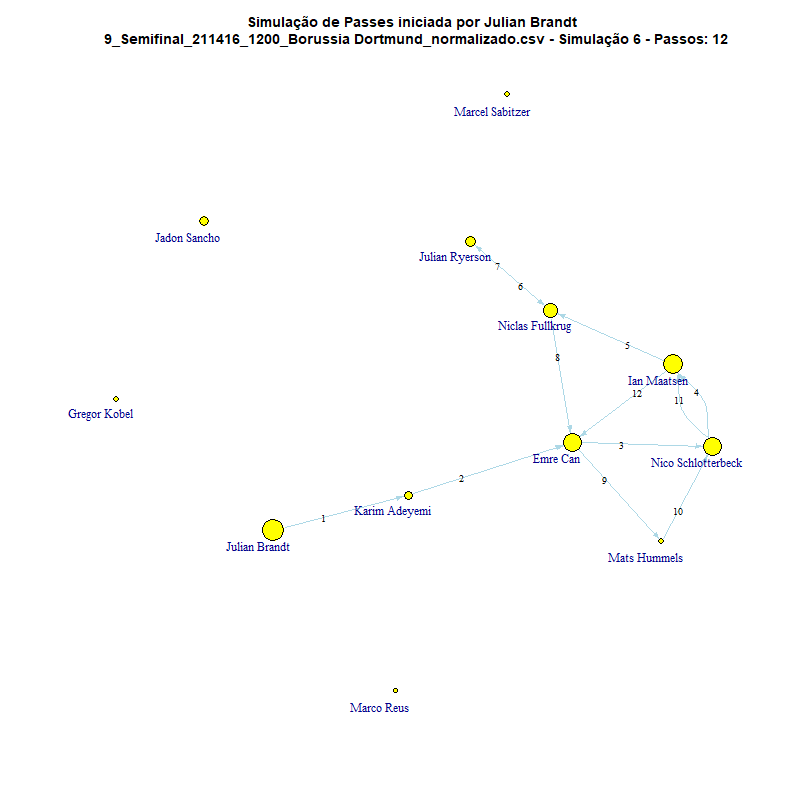 Simulação de Passes iniciada por Julian Brandt
9_Semifinal_211416_1200_Borussia Dortmund_normalizado.csv - Simulação 6 - Passos: 12
Marcel Sabitzer
Jadon Sancho
Julian Ryerson
7
6
Niclas Fullkrug
5
8
Ian Maatsen
12
4
11
Gregor Kobel
3
Emre Can
Nico Schlotterbeck
2
9
Karim Adeyemi
10
1
Julian Brandt
Mats Hummels
Marco Reus